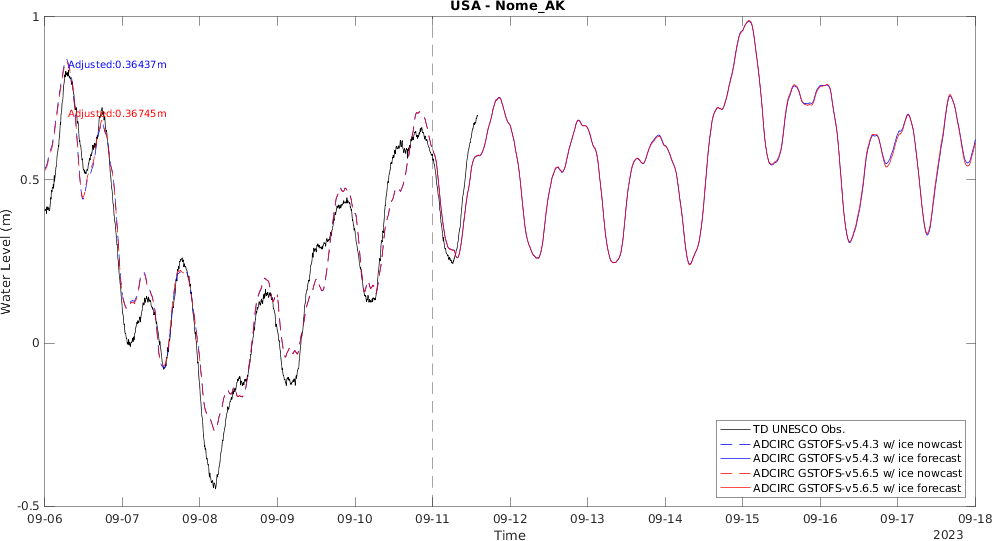 USA - Nome_AK
1
Adjusted:0.36437m
Adjusted:0.36745m
0.5
0
-0.5
Water Level (m)
09-06 09-07 09-08 09-09 09-10 09-11 09-12 09-13 09-14 09-15 09-16 09-17 09-18
Time
2023
TD UNESCO Obs.
ADCIRC GSTOFS-v5.4.3 w/ ice nowcast
ADCIRC GSTOFS-v5.4.3 w/ ice forecast
ADCIRC GSTOFS-v5.6.5 w/ ice nowcast
ADCIRC GSTOFS-v5.6.5 w/ ice forecast